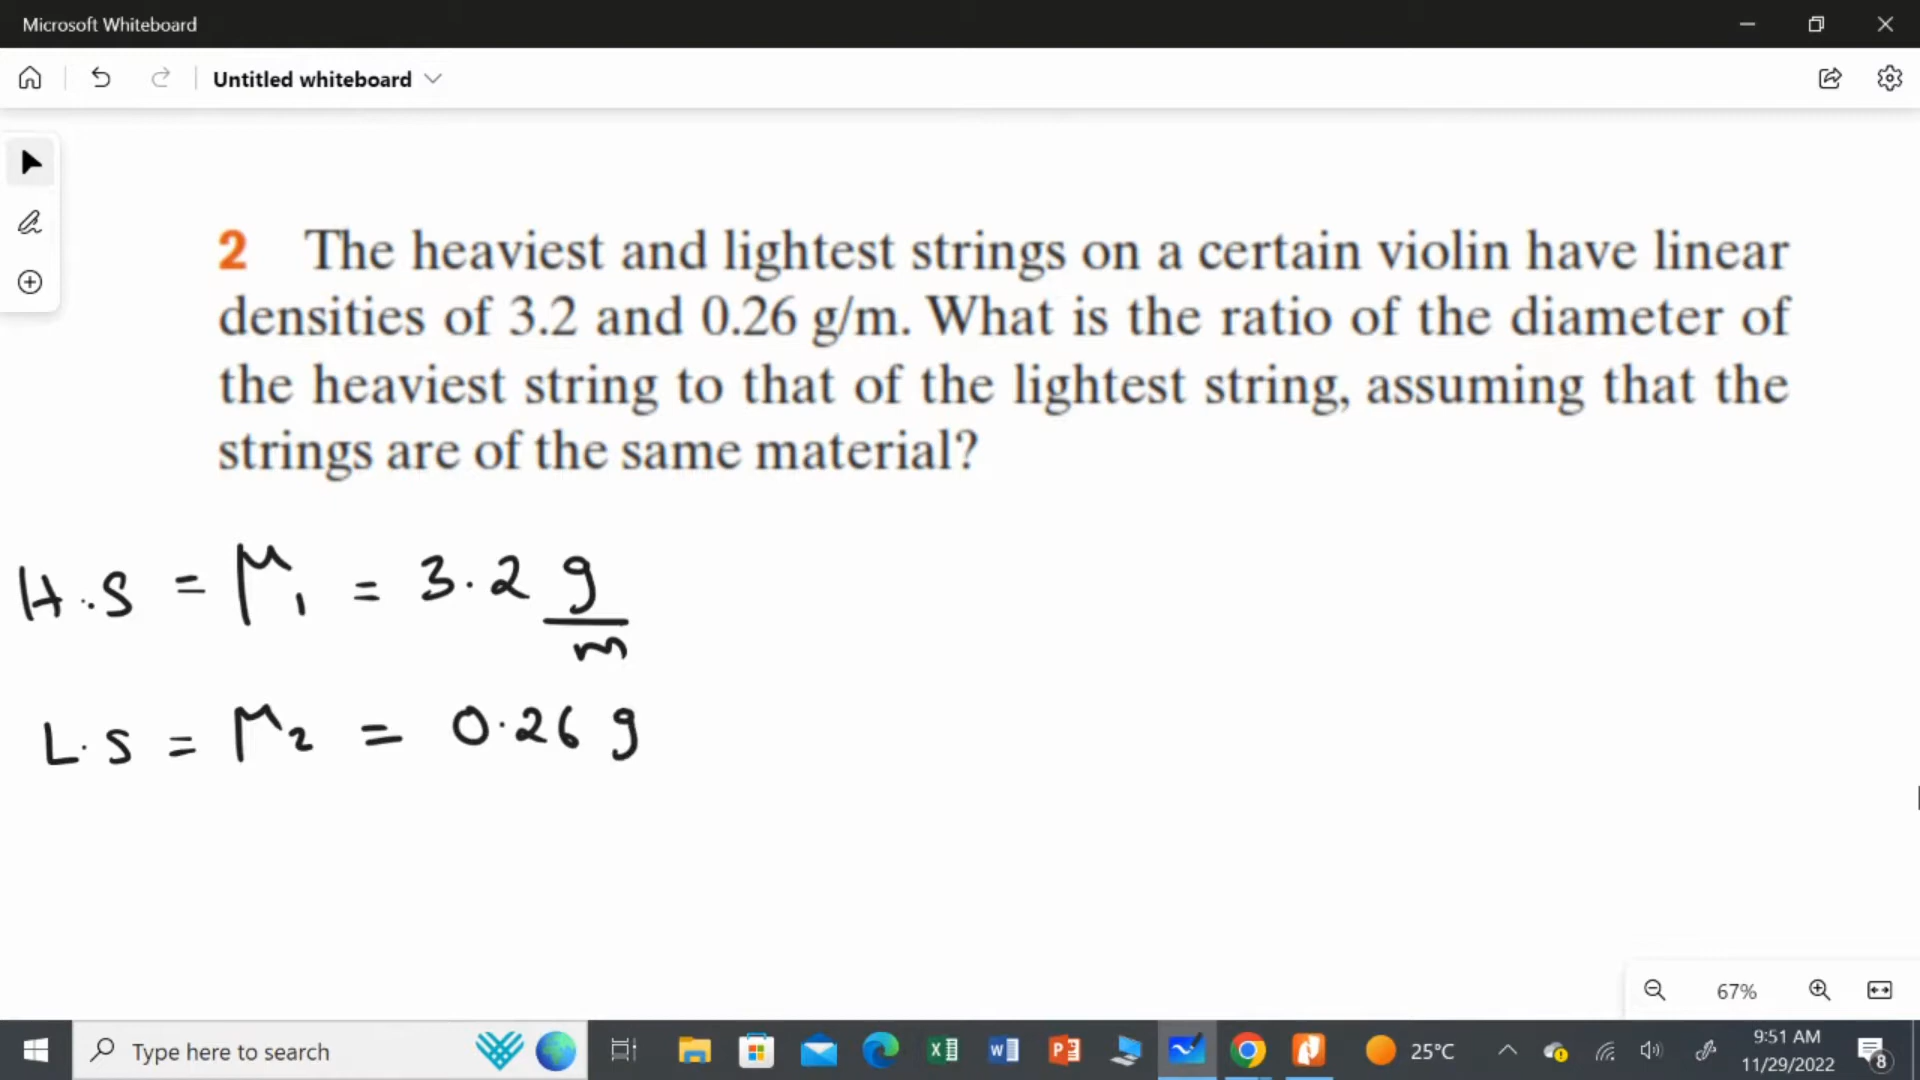 Microsoft Whiteboard
Untitled whiteboard
2 The heaviest and lightest strings on a certain violin have linear
densities of 3.2 and 0.26 g/m. What is the ratio of the diameter of
the heaviest string to that of the lightest string, assuming that the
strings are of the same material?
H.S = μ₁ = 3.2 g/m
L.S = μ₂ = 0.26 g
67%
Type here to search
25°C
9:51 AM
11/29/2022
8